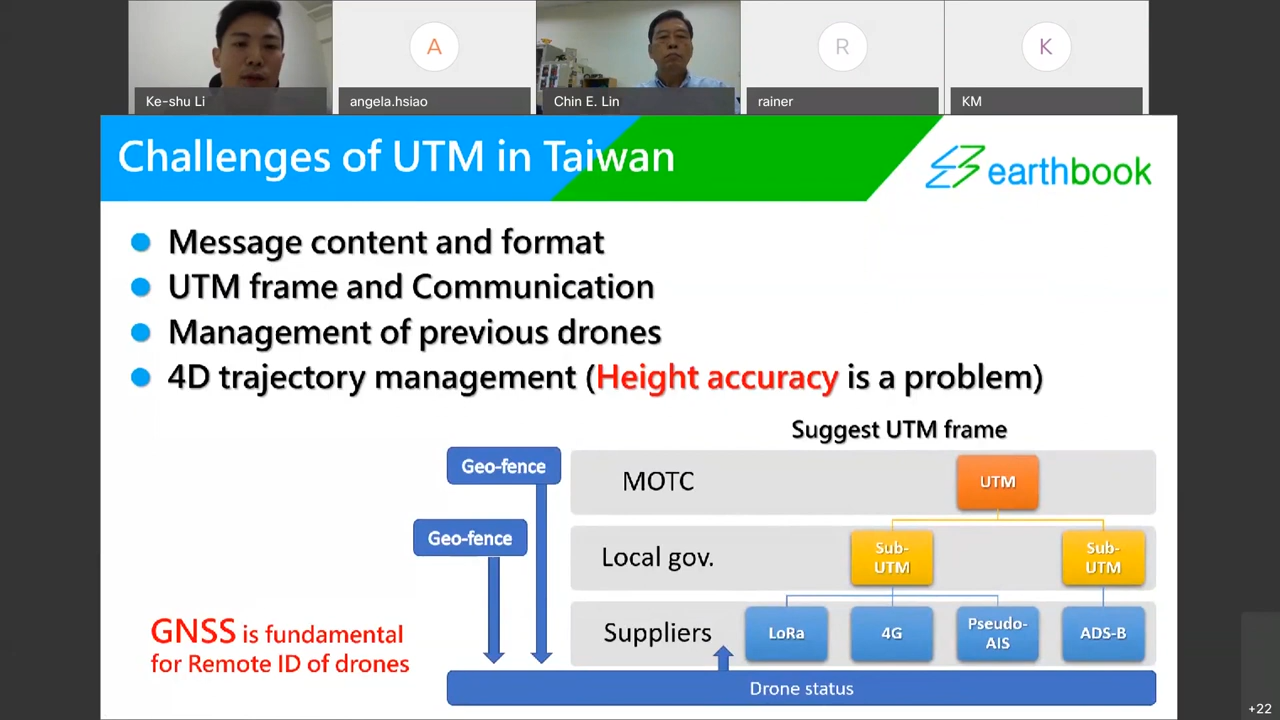 A
R
K
Ke-shu Li
angela.hsiao
Chin E. Lin
rainer
KM
Challenges of UTM in Taiwan
earthbook
Message content and format
UTM frame and Communication
Management of previous drones
4D trajectory management (Height accuracy is a problem)
Suggest UTM frame
Geo-fence
MOTC
UTM
Geo-fence
Local gov.
Sub-
UTM
Sub-
UTM
GNSS is fundamental
for Remote ID of drones
Suppliers
LoRa
4G
Pseudo-
AIS
ADS-B
Drone status
+22